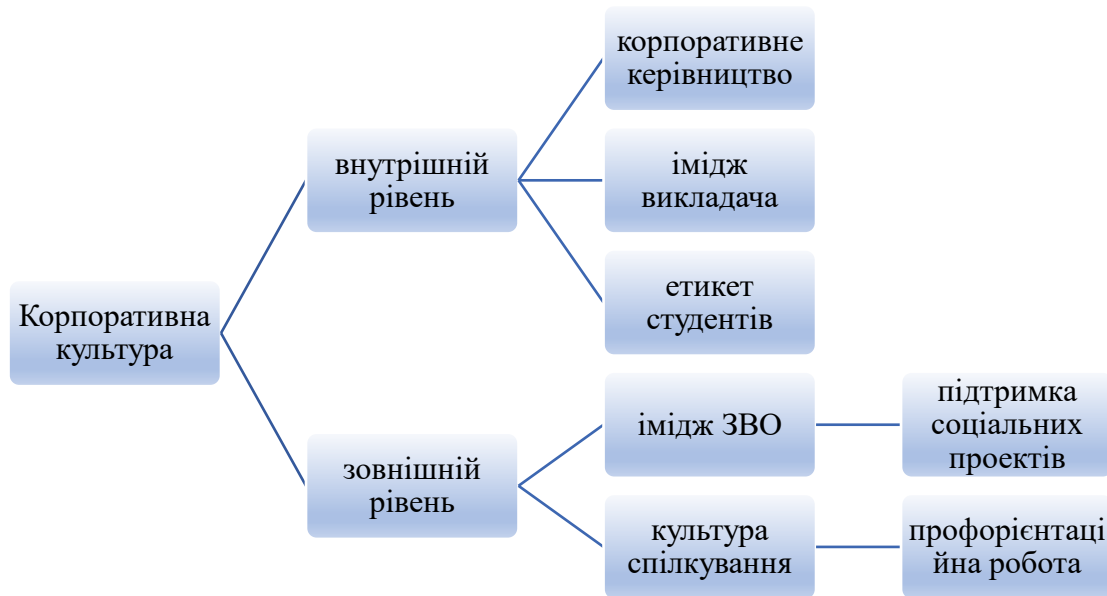 корпоративне
керівництво
внутрішній
рівень
імідж
викладача
етикет
студентів
Корпоративна
культура
імідж ЗВО
підтримка
соціальних
проектів
зовнішній
рівень
культура
спілкування
профорієнтаці
йна робота